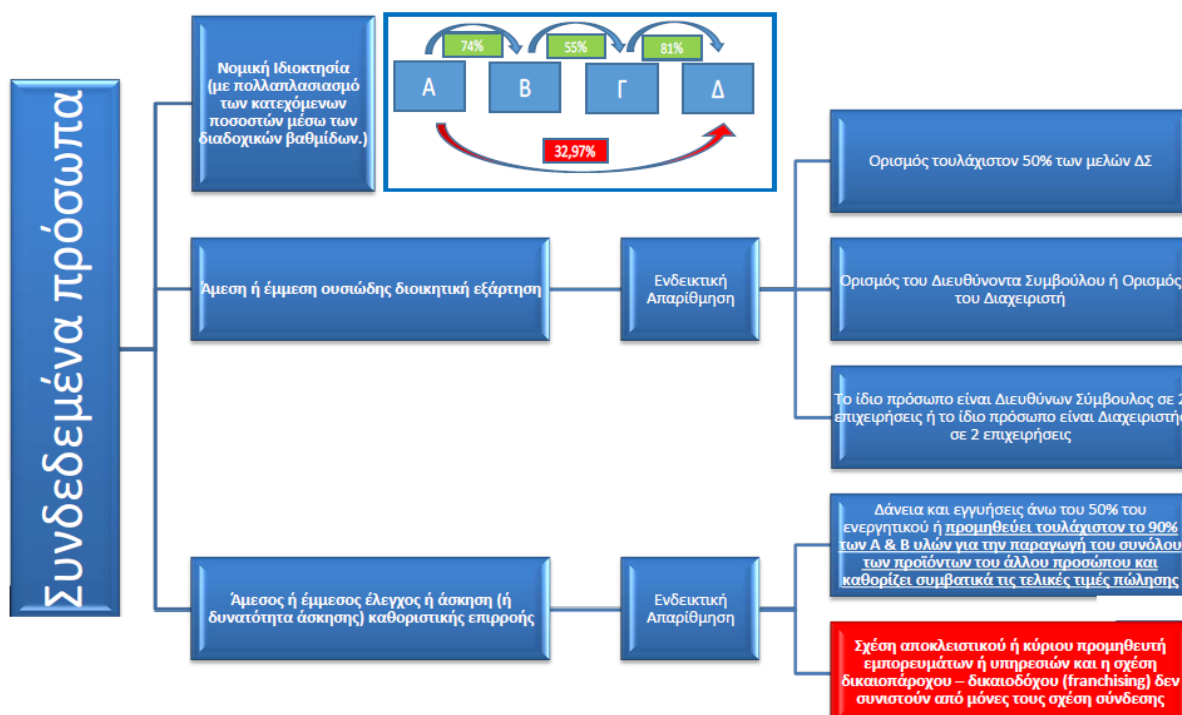 Συνδεδεμένα πρόσωπα
Νομική Ιδιοκτησία
(με πολλαπλασιασμό
των κατεχόμενων
ποσοστών μέσω των
διαδοχικών βαθμίδων.)
74%
55%
81%
Α
Β
Γ
Δ
32,97%
Άμεση ή έμμεση ουσιώδης διοικητική εξάρτηση
Ενδεικτική
Απαρίθμηση
Ορισμός τουλάχιστον 50% των μελών ΔΣ
Ορισμός του Διευθύνοντα Συμβούλου ή Ορισμός
του Διαχειριστή
Το ίδιο πρόσωπο είναι Διευθύνων Σύμβουλος σε 2
επιχειρήσεις ή το ίδιο πρόσωπο είναι Διαχειριστής
σε 2 επιχειρήσεις
Άμεσος ή έμμεσος έλεγχος ή άσκηση (ή
δυνατότητα άσκησης) καθοριστικής επιρροής
Ενδεικτική
Απαρίθμηση
Δάνεια και εγγυήσεις άνω του 50% του
ενεργητικού ή προμηθεύει τουλάχιστον το 90%
των Α & Β υλών για την παραγωγή του συνόλου
των προϊόντων του άλλου προσώπου και
καθορίζει συμβατικά τις τελικές τιμές πώλησης
Σχέση αποκλειστικού ή κύριου προμηθευτή
εμπορευμάτων ή υπηρεσιών και η σχέση
δικαιοπάροχου – δικαιοδόχου (franchising) δεν
συνιστούν από μόνες τους σχέση σύνδεσης